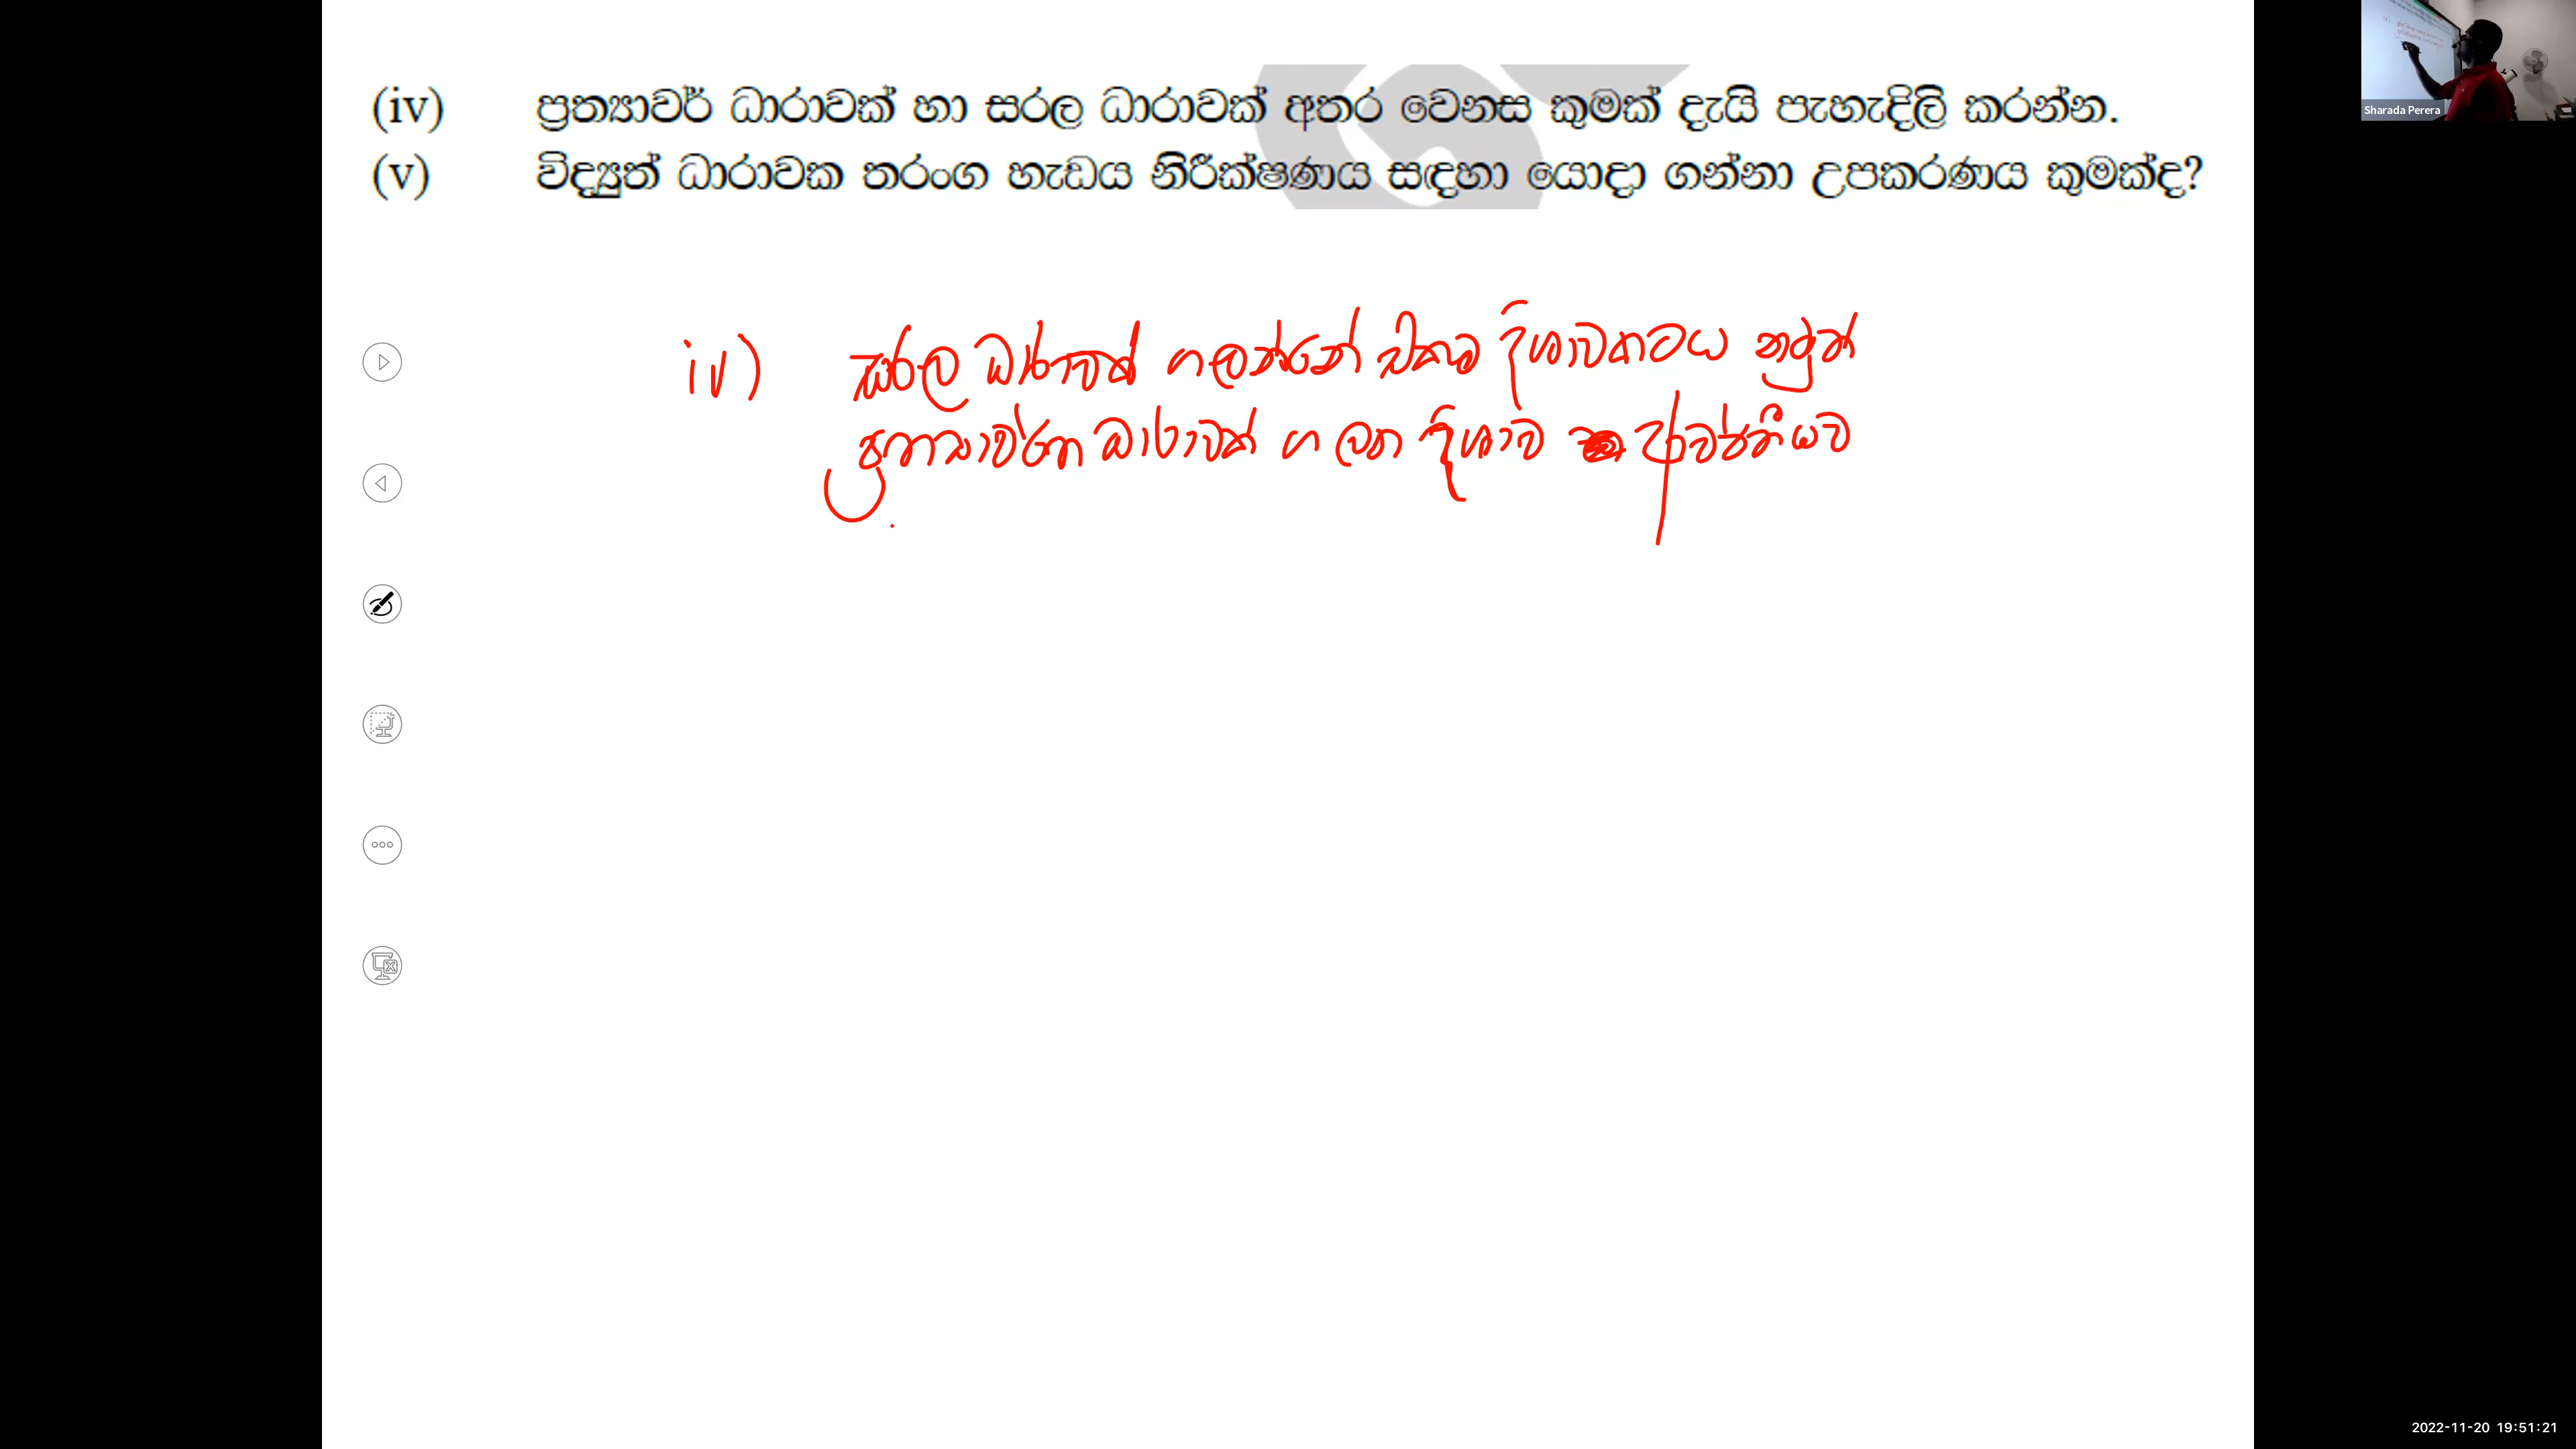 (iv) ප්‍රත්‍යාවර් ධාරාවක් හා සරල ධාරාවක් අතර වෙනස කුමක් දැයි පැහැදිලි කරන්න.
(v) විද්‍යුත් ධාරාවක තරංග හැඩය නිරීක්ෂණය සඳහා යොදා ගන්නා උපකරණය කුමක්ද?
iv) සරල ධාරාවක් ගලන්නේ එකම දිශාවකටය නමුත්
ප්‍රත්‍යාවර්ත ධාරාවක් ගලන දිශාව ආවර්තීයව
Sharada Perera
2022-11-20 19:51:21